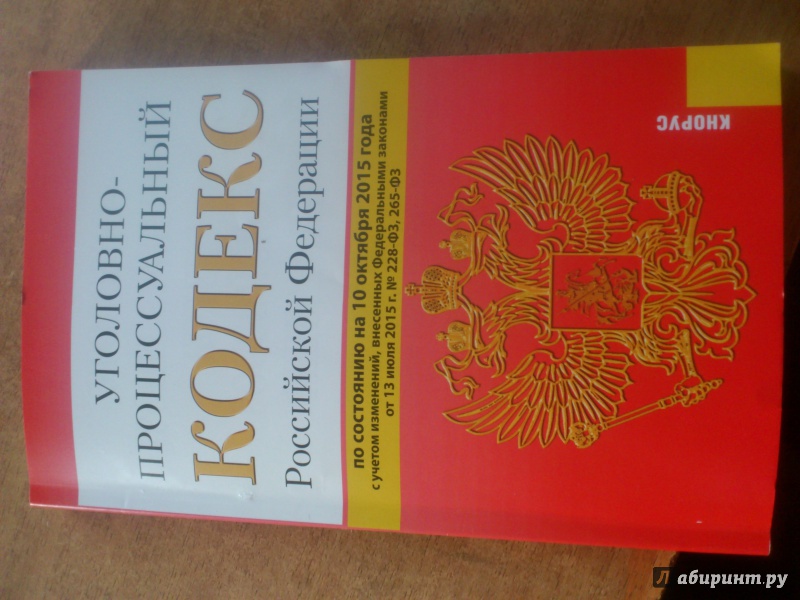 УГОЛОВНО-
ПРОЦЕССУАЛЬНЫЙ
КОДЕКС
Российской Федерации
по состоянию на 10 октября 2015 года
с учетом изменений, внесенных Федеральными законами
от 13 июля 2015 г. № 228-ФЗ, 265-ФЗ
КНОРУС
Лабиринт.ру